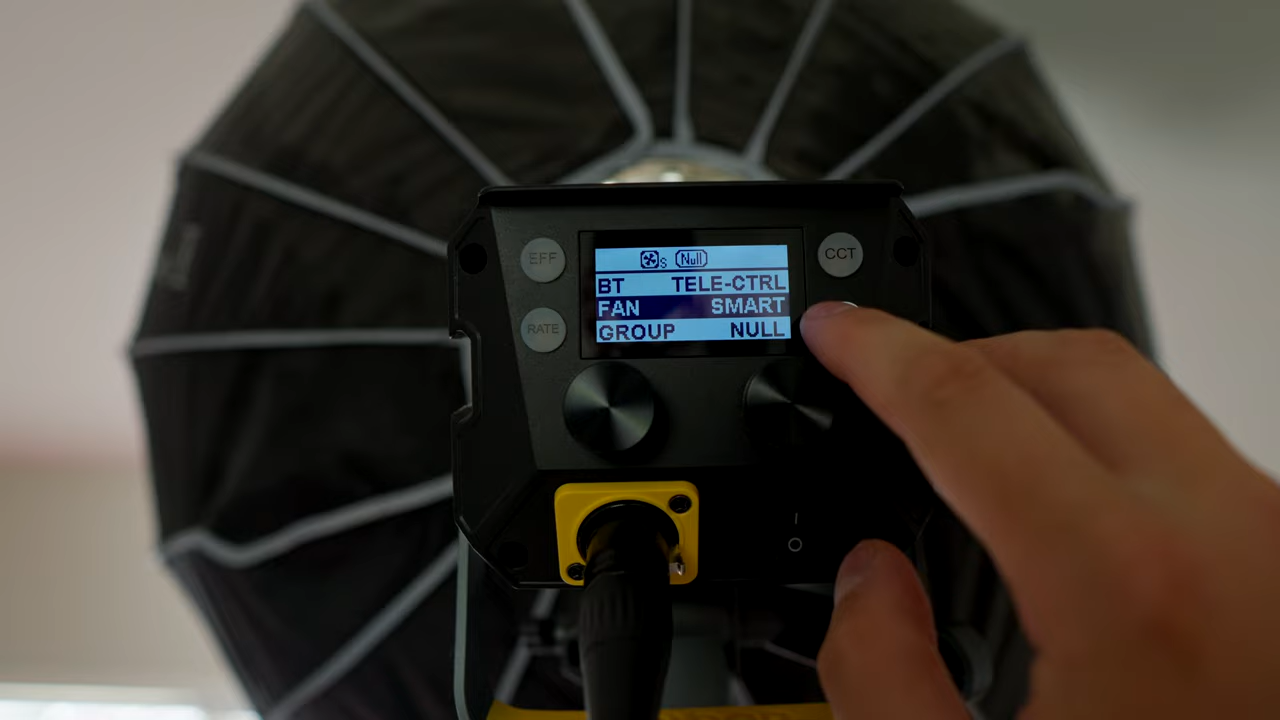 EFF
S Null
CCT
BT TELE-CTRL
FAN SMART
GROUP NULL
RATE